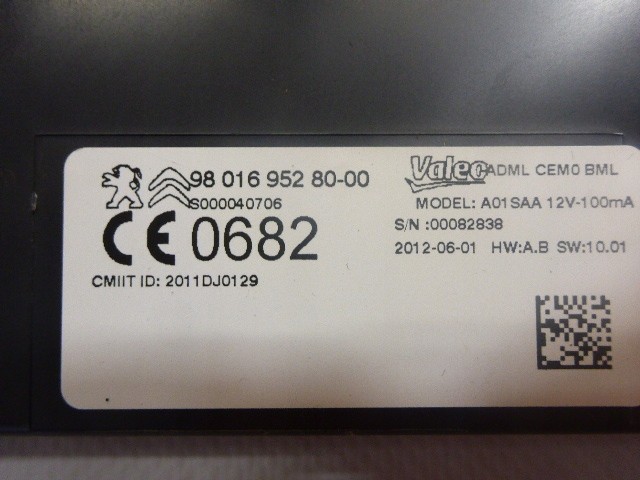 98 016 952 80-00
S000040706
CE 0682
CMIIT ID: 2011DJ0129
Valeo ADML CEM0 BML
MODEL: A01SAA 12V-100mA
S/N :00082838
2012-06-01 HW:A.B SW:10.01